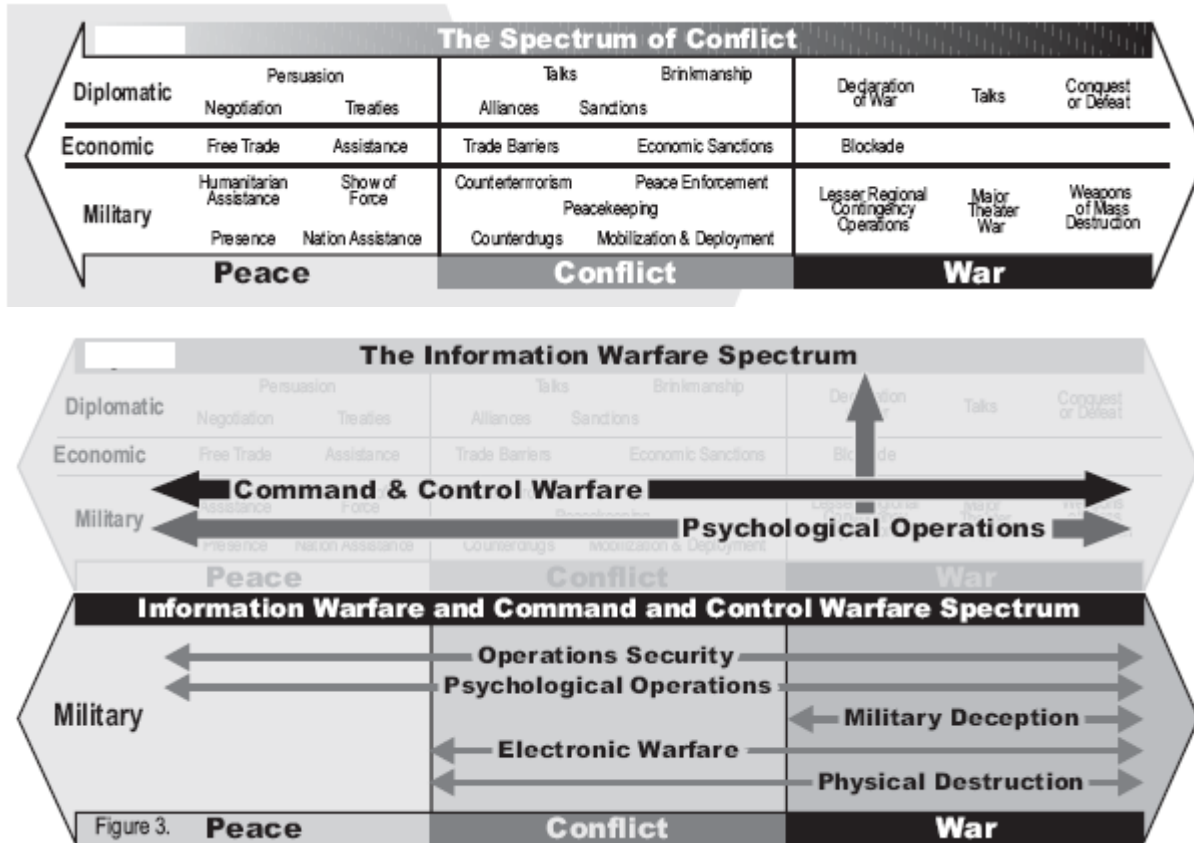 The Spectrum of Conflict
Diplomatic
Persuasion
Talks
Brinkmanship
Negotiation
Treaties
Alliances
Sanctions
Declaration
of War
Talks
Conquest
or Defeat
Economic
Free Trade
Assistance
Trade Barriers
Economic Sanctions
Blockade
Military
Humanitarian
Assistance
Show of
Force
Counterterrorism
Peace Enforcement
Peacekeeping
Presence
Nation Assistance
Counterdrugs
Mobilization & Deployment
Lesser Regional
Contingency
Operations
Major
Theater
War
Weapons
of Mass
Destruction
Peace
Conflict
War
The Information Warfare Spectrum
Diplomatic
Persuasion
Talks
Brinkmanship
Negotiation
Treaties
Alliances
Sanctions
Talks
Conquest
or Defeat
Economic
Free Trade
Assistance
Trade Barriers
Economic Sanctions
Command & Control Warfare
Military
Assistance
Force
Psychological Operations
Presence
Nation Assistance
Counterdrugs
Mobilization & Deployment
Peace
Conflict
War
Information Warfare and Command and Control Warfare Spectrum
Operations Security
Psychological Operations
Military
Military Deception
Electronic Warfare
Physical Destruction
Figure 3.
Peace
Conflict
War